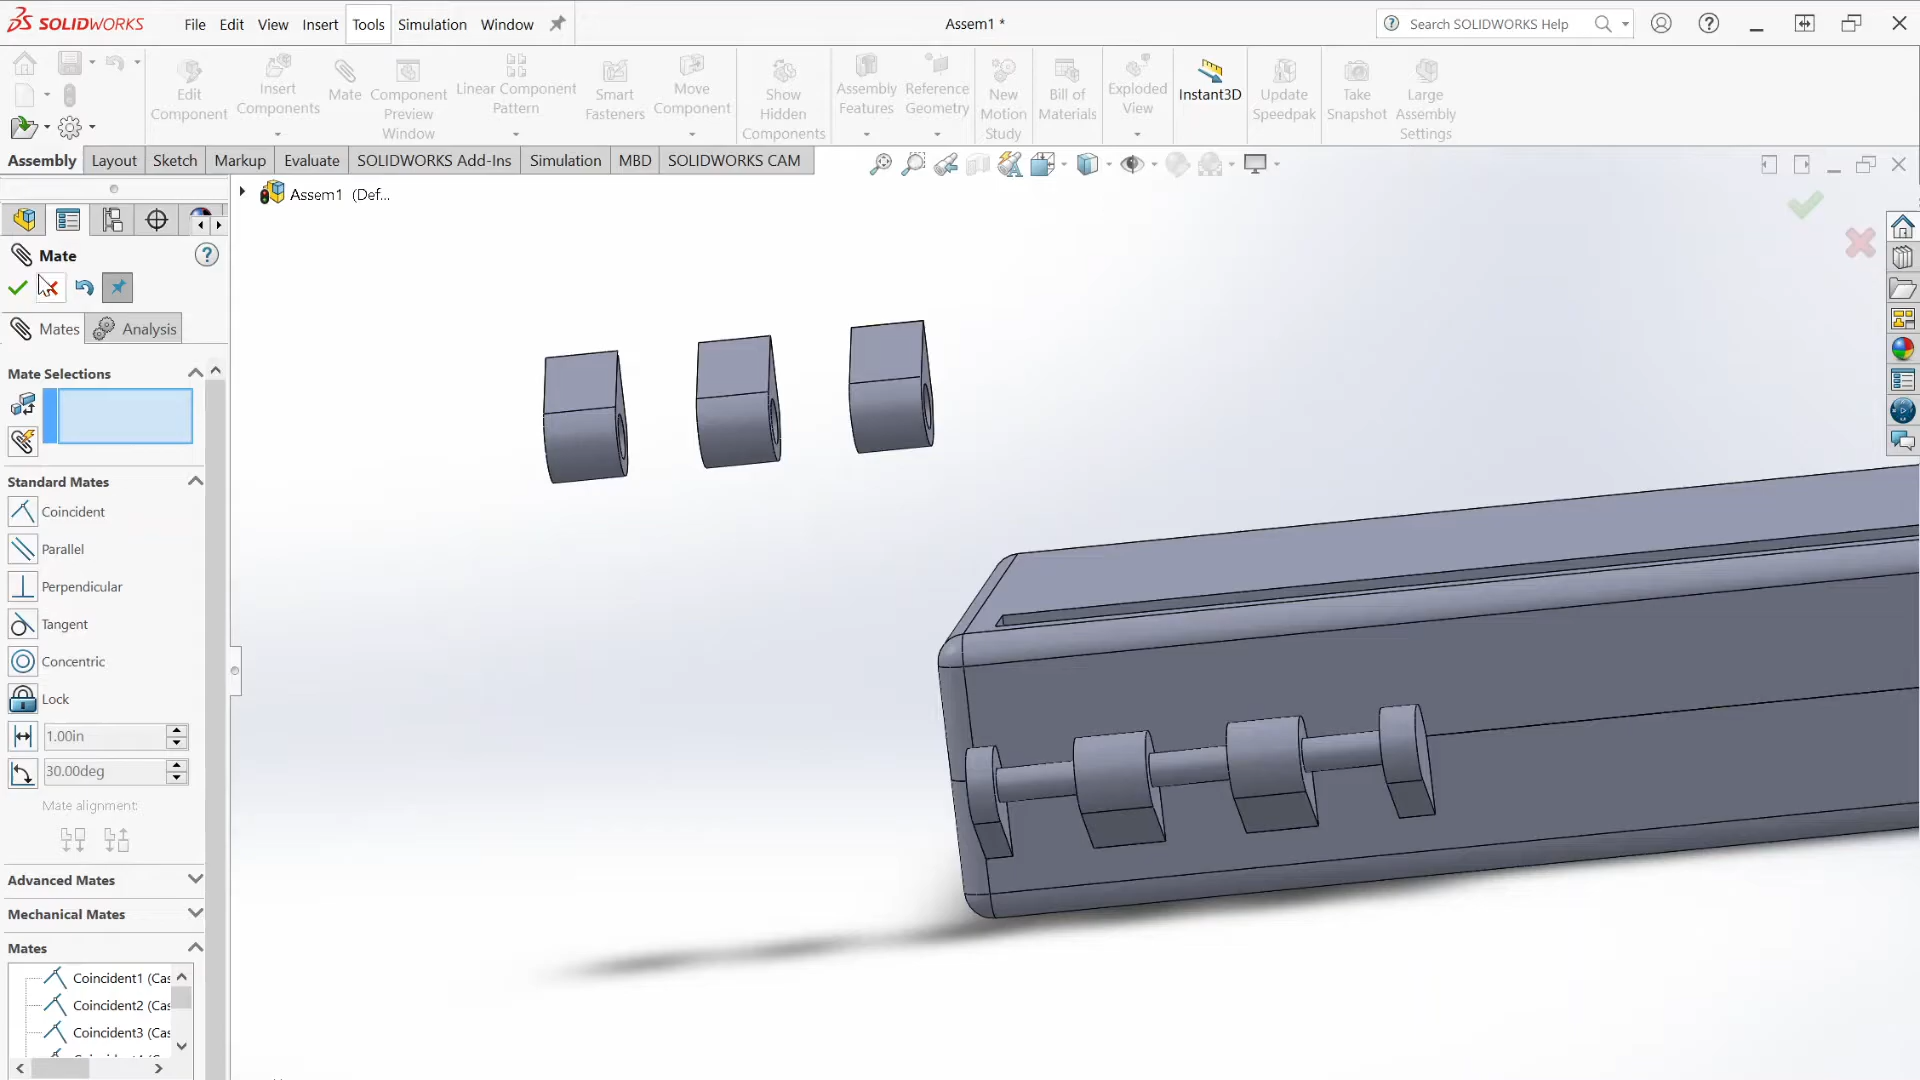 SOLIDWORKS File Edit View Insert Tools Simulation Window Assem1 * Search SOLIDWORKS Help
Edit Component
Insert Components
Mate
Component Preview Window
Linear Component Pattern
Smart Fasteners
Move Component
Show Hidden Components
Assembly Features
Reference Geometry
New Motion Study
Bill of Materials
Exploded View
Instant3D
Update Speedpak
Take Snapshot
Large Assembly Settings
Assembly Layout Sketch Markup Evaluate SOLIDWORKS Add-Ins Simulation MBD SOLIDWORKS CAM
Assem1 (Def...
Mate
Mates Analysis
Mate Selections
Standard Mates
Coincident
Parallel
Perpendicular
Tangent
Concentric
Lock
1.00in
30.00deg
Mate alignment:
Advanced Mates
Mechanical Mates
Mates
Coincident1 (Cas
Coincident2 (Cas
Coincident3 (Cas